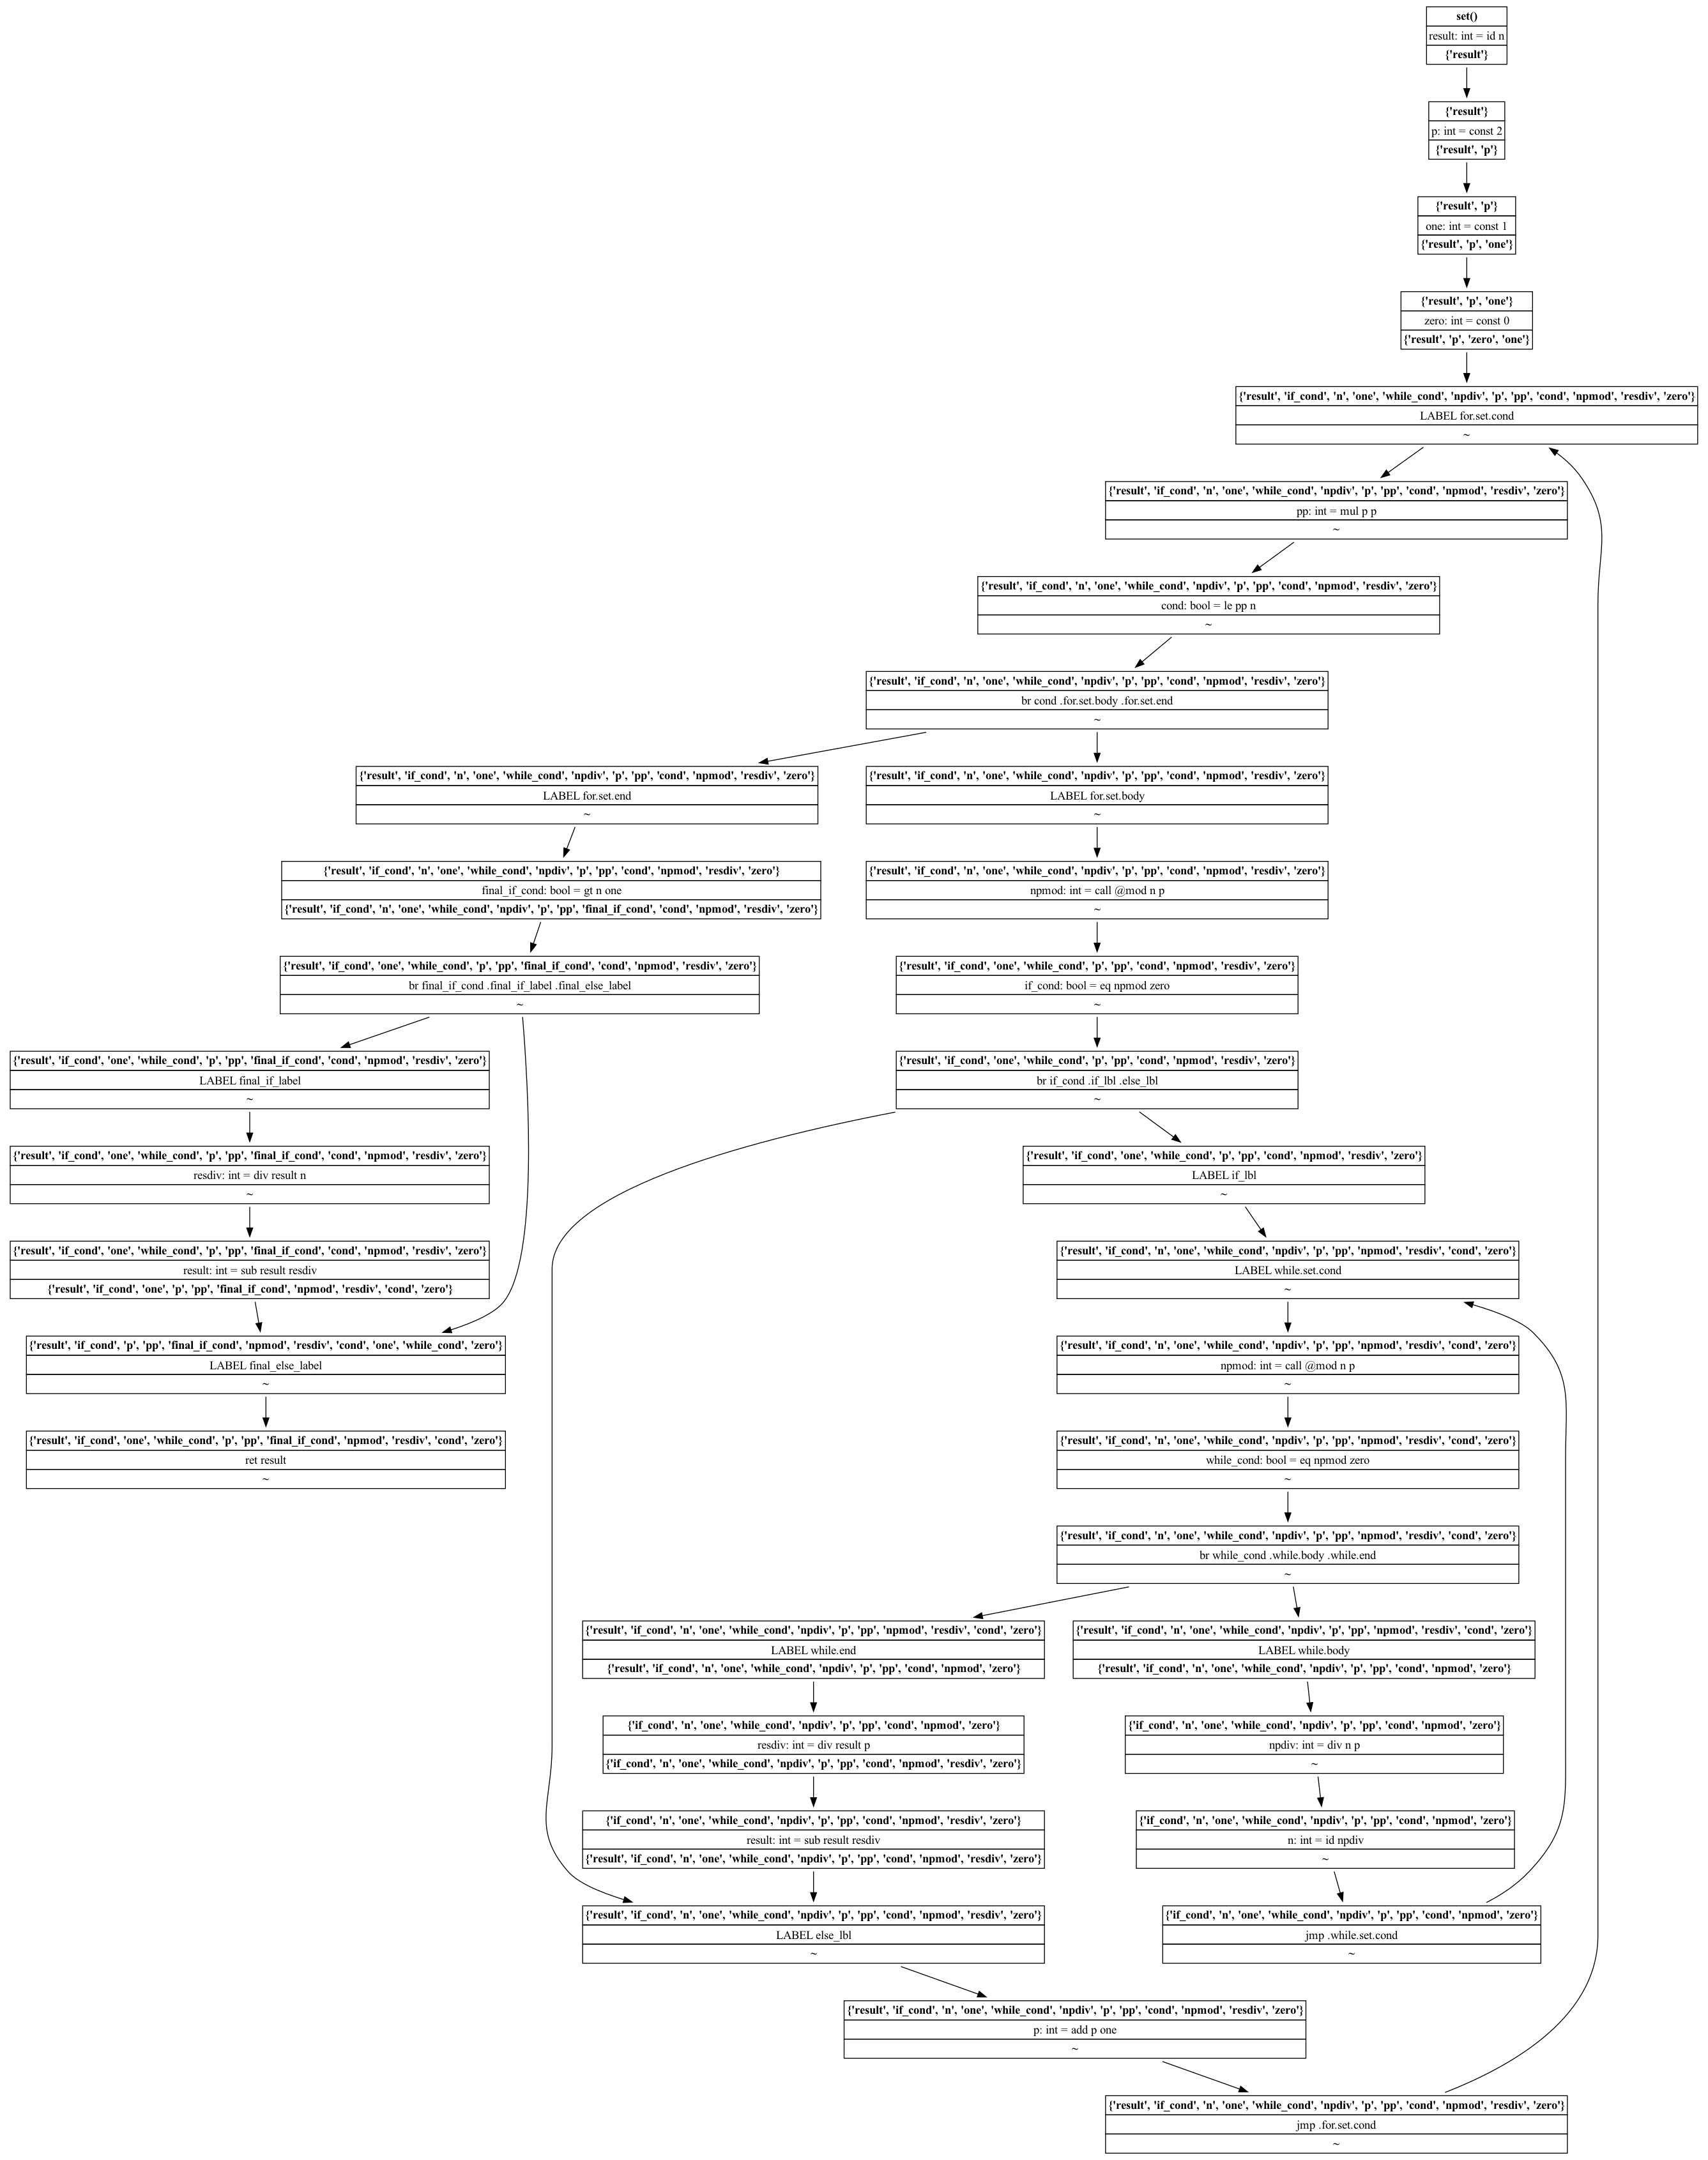 set()
result: int = id n
{'result'}
{'result'}
p: int = const 2
{'result', 'p'}
{'result', 'p'}
one: int = const 1
{'result', 'p', 'one'}
{'result', 'p', 'one'}
zero: int = const 0
{'result', 'p', 'zero', 'one'}
{'result', 'if_cond', 'n', 'one', 'while_cond', 'npdiv', 'p', 'pp', 'cond', 'npmod', 'resdiv', 'zero'}
LABEL for.set.cond
~
{'result', 'if_cond', 'n', 'one', 'while_cond', 'npdiv', 'p', 'pp', 'cond', 'npmod', 'resdiv', 'zero'}
pp: int = mul p p
~
{'result', 'if_cond', 'n', 'one', 'while_cond', 'npdiv', 'p', 'pp', 'cond', 'npmod', 'resdiv', 'zero'}
cond: bool = le pp n
~
{'result', 'if_cond', 'n', 'one', 'while_cond', 'npdiv', 'p', 'pp', 'cond', 'npmod', 'resdiv', 'zero'}
br cond .for.set.body .for.set.end
~
{'result', 'if_cond', 'n', 'one', 'while_cond', 'npdiv', 'p', 'pp', 'cond', 'npmod', 'resdiv', 'zero'}
LABEL for.set.end
~
{'result', 'if_cond', 'n', 'one', 'while_cond', 'npdiv', 'p', 'pp', 'cond', 'npmod', 'resdiv', 'zero'}
final_if_cond: bool = gt n one
{'result', 'if_cond', 'n', 'one', 'while_cond', 'npdiv', 'p', 'pp', 'final_if_cond', 'cond', 'npmod', 'resdiv', 'zero'}
{'result', 'if_cond', 'one', 'while_cond', 'p', 'pp', 'final_if_cond', 'cond', 'npmod', 'resdiv', 'zero'}
br final_if_cond .final_if_label .final_else_label
~
{'result', 'if_cond', 'one', 'while_cond', 'p', 'pp', 'final_if_cond', 'cond', 'npmod', 'resdiv', 'zero'}
LABEL final_if_label
~
{'result', 'if_cond', 'one', 'while_cond', 'p', 'pp', 'final_if_cond', 'cond', 'npmod', 'resdiv', 'zero'}
resdiv: int = div result n
~
{'result', 'if_cond', 'one', 'while_cond', 'p', 'pp', 'final_if_cond', 'cond', 'npmod', 'resdiv', 'zero'}
result: int = sub result resdiv
{'result', 'if_cond', 'one', 'p', 'pp', 'final_if_cond', 'npmod', 'resdiv', 'cond', 'zero'}
{'result', 'if_cond', 'p', 'pp', 'final_if_cond', 'npmod', 'resdiv', 'cond', 'one', 'while_cond', 'zero'}
LABEL final_else_label
~
{'result', 'if_cond', 'one', 'while_cond', 'p', 'pp', 'final_if_cond', 'npmod', 'resdiv', 'cond', 'zero'}
ret result
~
{'result', 'if_cond', 'n', 'one', 'while_cond', 'npdiv', 'p', 'pp', 'cond', 'npmod', 'resdiv', 'zero'}
LABEL for.set.body
~
{'result', 'if_cond', 'n', 'one', 'while_cond', 'npdiv', 'p', 'pp', 'cond', 'npmod', 'resdiv', 'zero'}
npmod: int = call @mod n p
~
{'result', 'if_cond', 'one', 'while_cond', 'p', 'pp', 'cond', 'npmod', 'resdiv', 'zero'}
if_cond: bool = eq npmod zero
~
{'result', 'if_cond', 'one', 'while_cond', 'p', 'pp', 'cond', 'npmod', 'resdiv', 'zero'}
br if_cond .if_lbl .else_lbl
~
{'result', 'if_cond', 'one', 'while_cond', 'p', 'pp', 'cond', 'npmod', 'resdiv', 'zero'}
LABEL if_lbl
~
{'result', 'if_cond', 'n', 'one', 'while_cond', 'npdiv', 'p', 'pp', 'npmod', 'resdiv', 'cond', 'zero'}
LABEL while.set.cond
~
{'result', 'if_cond', 'n', 'one', 'while_cond', 'npdiv', 'p', 'pp', 'npmod', 'resdiv', 'cond', 'zero'}
npmod: int = call @mod n p
~
{'result', 'if_cond', 'n', 'one', 'while_cond', 'npdiv', 'p', 'pp', 'npmod', 'resdiv', 'cond', 'zero'}
while_cond: bool = eq npmod zero
~
{'result', 'if_cond', 'n', 'one', 'while_cond', 'npdiv', 'p', 'pp', 'npmod', 'resdiv', 'cond', 'zero'}
br while_cond .while.body .while.end
~
{'result', 'if_cond', 'n', 'one', 'while_cond', 'npdiv', 'p', 'pp', 'npmod', 'resdiv', 'cond', 'zero'}
LABEL while.end
{'result', 'if_cond', 'n', 'one', 'while_cond', 'npdiv', 'p', 'pp', 'cond', 'npmod', 'zero'}
{'if_cond', 'n', 'one', 'while_cond', 'npdiv', 'p', 'pp', 'cond', 'npmod', 'zero'}
resdiv: int = div result p
{'if_cond', 'n', 'one', 'while_cond', 'npdiv', 'p', 'pp', 'cond', 'npmod', 'resdiv', 'zero'}
{'if_cond', 'n', 'one', 'while_cond', 'npdiv', 'p', 'pp', 'cond', 'npmod', 'resdiv', 'zero'}
result: int = sub result resdiv
{'result', 'if_cond', 'n', 'one', 'while_cond', 'npdiv', 'p', 'pp', 'cond', 'npmod', 'resdiv', 'zero'}
{'result', 'if_cond', 'n', 'one', 'while_cond', 'npdiv', 'p', 'pp', 'npmod', 'resdiv', 'cond', 'zero'}
LABEL while.body
{'result', 'if_cond', 'n', 'one', 'while_cond', 'npdiv', 'p', 'pp', 'cond', 'npmod', 'zero'}
{'if_cond', 'n', 'one', 'while_cond', 'npdiv', 'p', 'pp', 'cond', 'npmod', 'zero'}
npdiv: int = div n p
~
{'if_cond', 'n', 'one', 'while_cond', 'npdiv', 'p', 'pp', 'cond', 'npmod', 'zero'}
n: int = id npdiv
~
{'if_cond', 'n', 'one', 'while_cond', 'npdiv', 'p', 'pp', 'cond', 'npmod', 'zero'}
jmp .while.set.cond
~
{'result', 'if_cond', 'n', 'one', 'while_cond', 'npdiv', 'p', 'pp', 'cond', 'npmod', 'resdiv', 'zero'}
LABEL else_lbl
~
{'result', 'if_cond', 'n', 'one', 'while_cond', 'npdiv', 'p', 'pp', 'cond', 'npmod', 'resdiv', 'zero'}
p: int = add p one
~
{'result', 'if_cond', 'n', 'one', 'while_cond', 'npdiv', 'p', 'pp', 'cond', 'npmod', 'resdiv', 'zero'}
jmp .for.set.cond
~